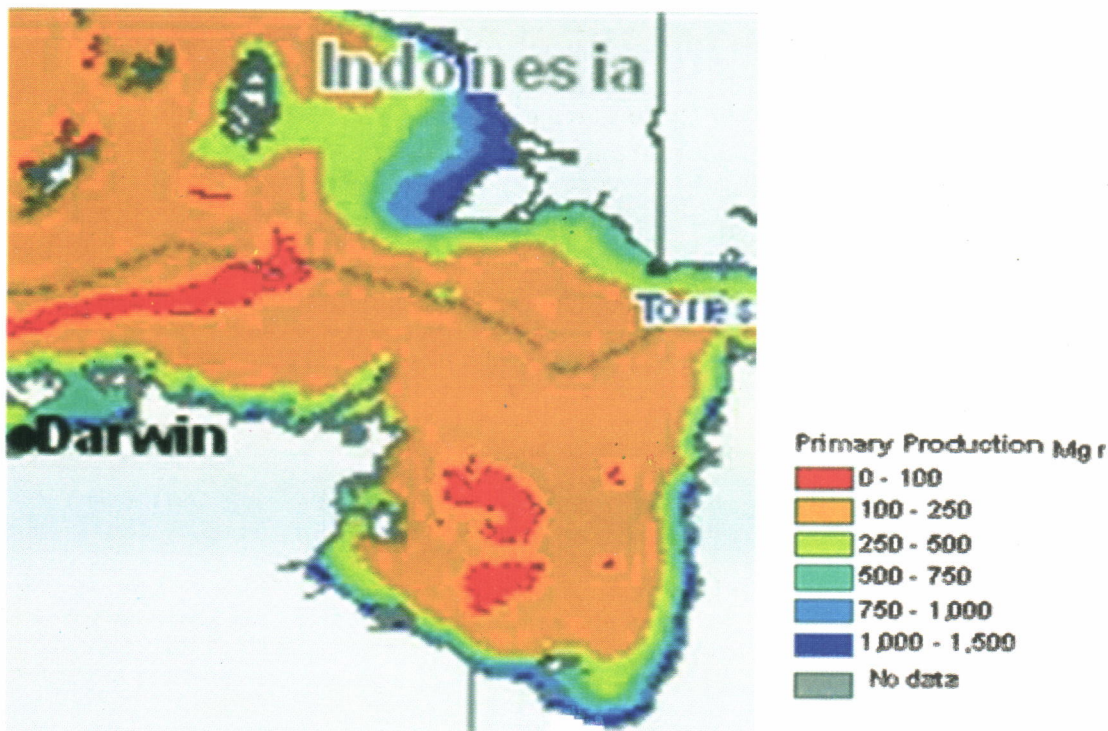 Indonesia
Torres
Darwin
Primary Production Mgr
0 - 100
100 - 250
250 - 500
500 - 750
750 - 1,000
1,000 - 1,500
No data